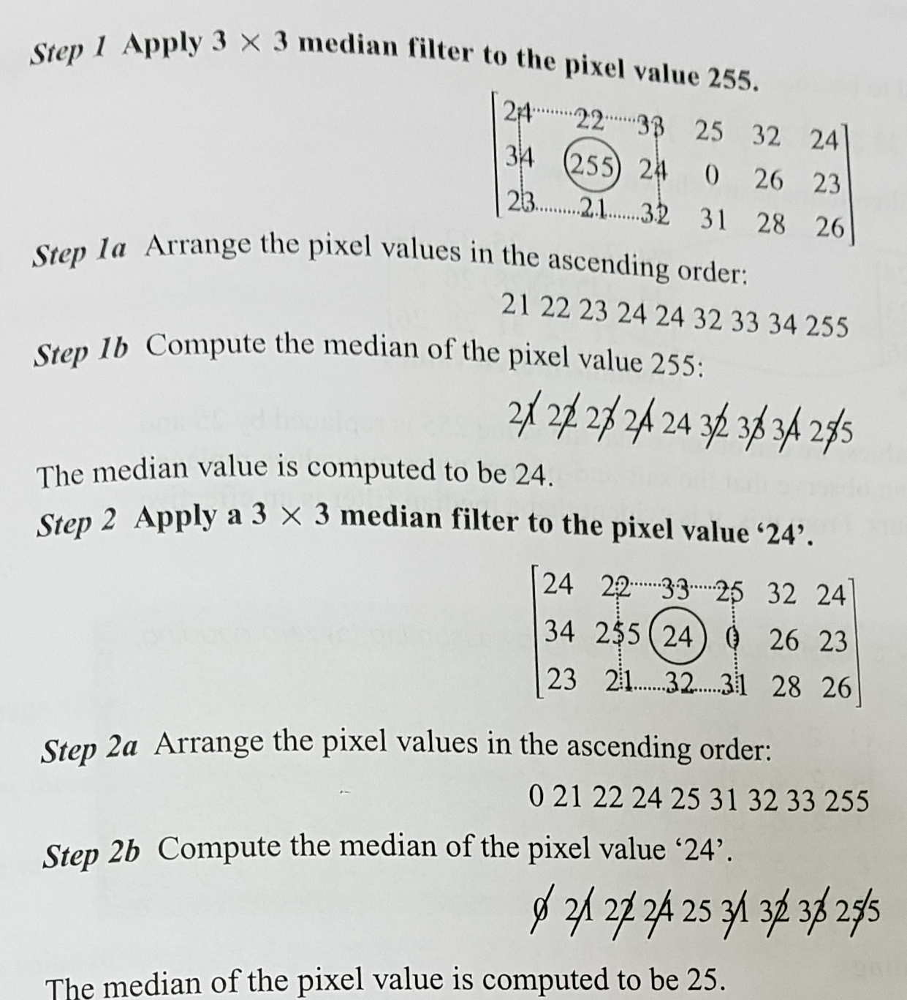 Step 1 Apply 3 × 3 median filter to the pixel value 255.
24 22 33 25 32 24
34 255 24 0 26 23
23 21 32 31 28 26
Step 1a Arrange the pixel values in the ascending order:
21 22 23 24 24 32 33 34 255
Step 1b Compute the median of the pixel value 255:
21 22 23 24 24 32 33 34 255
The median value is computed to be 24.
Step 2 Apply a 3 × 3 median filter to the pixel value ‘24’.
24 22 33 25 32 24
34 255 24 0 26 23
23 21 32 31 28 26
Step 2a Arrange the pixel values in the ascending order:
0 21 22 24 25 31 32 33 255
Step 2b Compute the median of the pixel value ‘24’.
0 21 22 24 25 31 32 33 255
The median of the pixel value is computed to be 25.